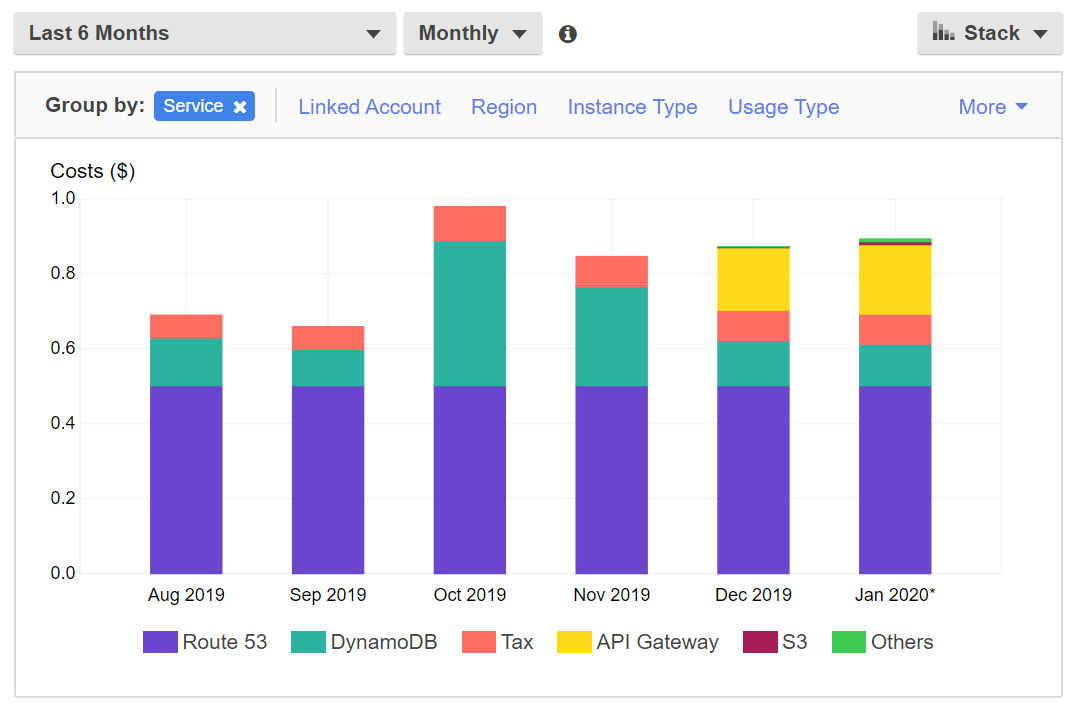 Last 6 Months Monthly Stack
Group by: Service Linked Account Region Instance Type Usage Type More
Costs ($)
1.0
0.8
0.6
0.4
0.2
0.0
Aug 2019 Sep 2019 Oct 2019 Nov 2019 Dec 2019 Jan 2020*
Route 53 DynamoDB Tax API Gateway S3 Others